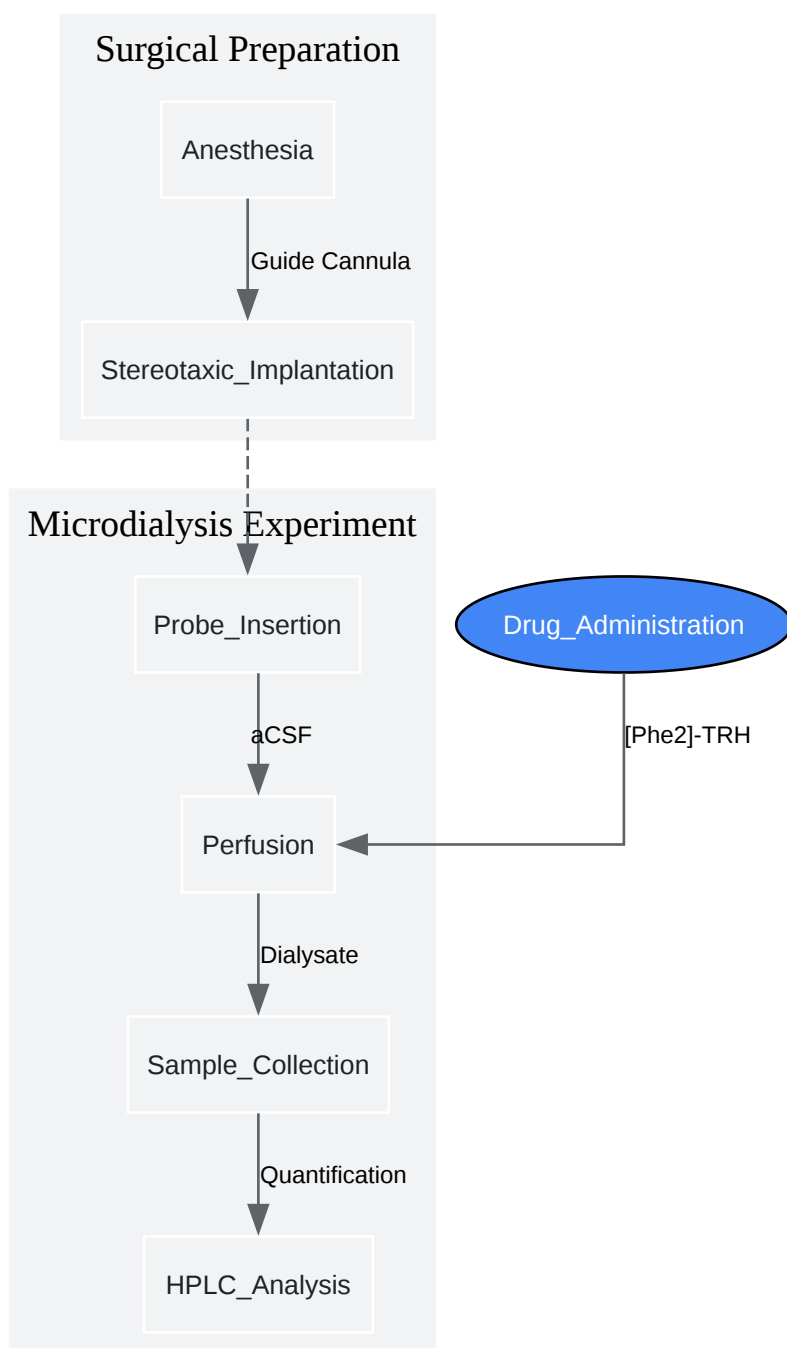 Surgical Preparation
Anesthesia
Guide Cannula
Stereotaxic_Implantation
Microdialysis Experiment
Probe_Insertion
Drug_Administration
aCSF
[Phe2]-TRH
Perfusion
Dialysate
Sample_Collection
Quantification
HPLC_Analysis